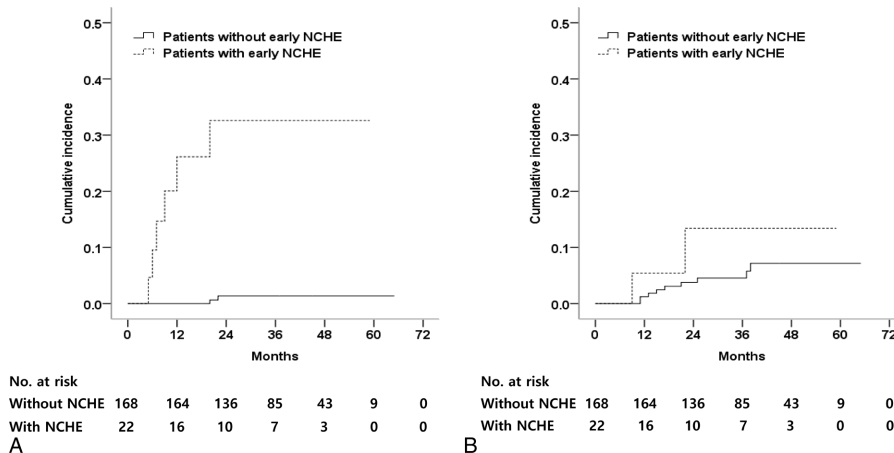 0.5
0.4
0.3
0.2
0.1
0.0
Cumulative incidence
Patients without early NCHE
Patients with early NCHE
0 12 24 36 48 60 72
Months
No. at risk
Without NCHE 168 164 136 85 43 9 0
With NCHE 22 16 10 7 3 0 0
A
0.5
0.4
0.3
0.2
0.1
0.0
Cumulative incidence
Patients without early NCHE
Patients with early NCHE
0 12 24 36 48 60 72
Months
No. at risk
Without NCHE 168 164 136 85 43 9 0
With NCHE 22 16 10 7 3 0 0
B